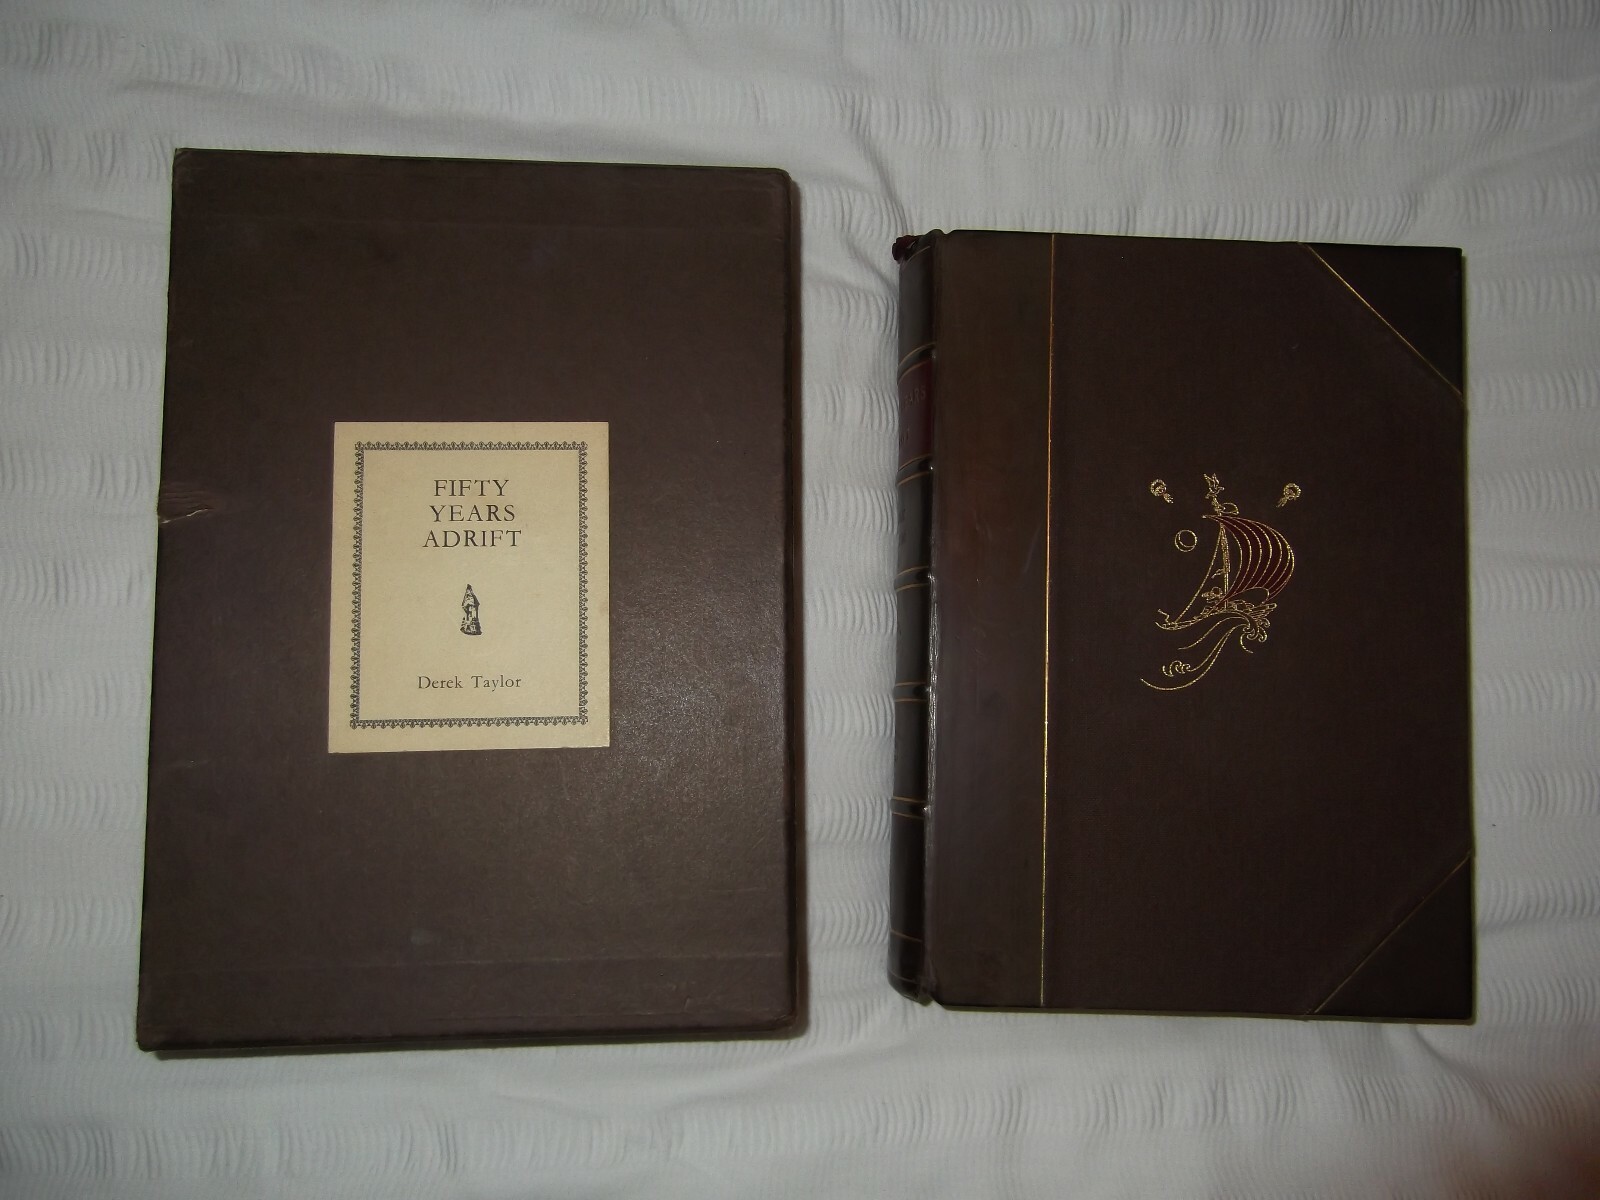 FIFTY
YEARS
ADRIFT
Derek Taylor